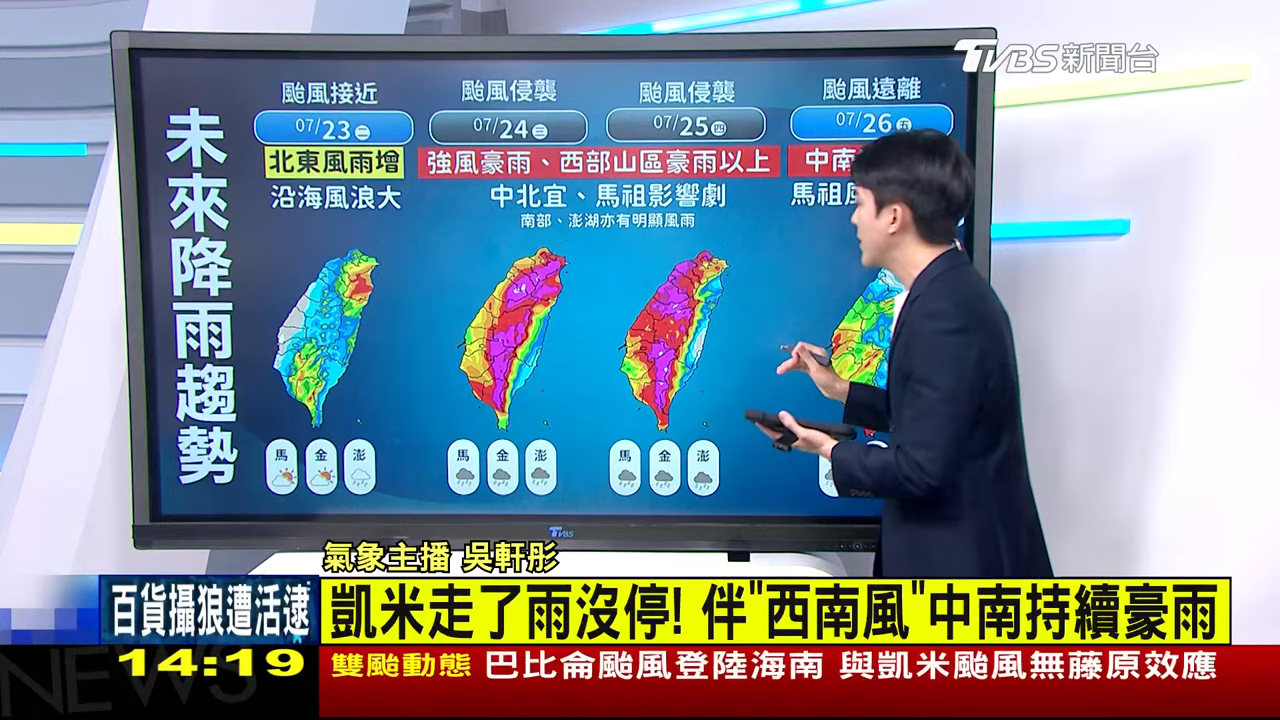 TVBS新聞台
未來降雨趨勢
颱風接近
07/23 二
北東風雨增
沿海風浪大
馬 金 澎
颱風侵襲
07/24 三
颱風侵襲
07/25 四
強風豪雨、西部山區豪雨以上
中北宜、馬祖影響劇
南部、澎湖亦有明顯風雨
馬 金 澎
馬 金 澎
颱風遠離
07/26 五
中南
馬祖風
TVBS
氣象主播 吳軒彤
百貨攝狼遭活逮
凱米走了雨沒停! 伴"西南風"中南持續豪雨
14:19
雙颱動態 巴比侖颱風登陸海南 與凱米颱風無藤原效應
NEWS